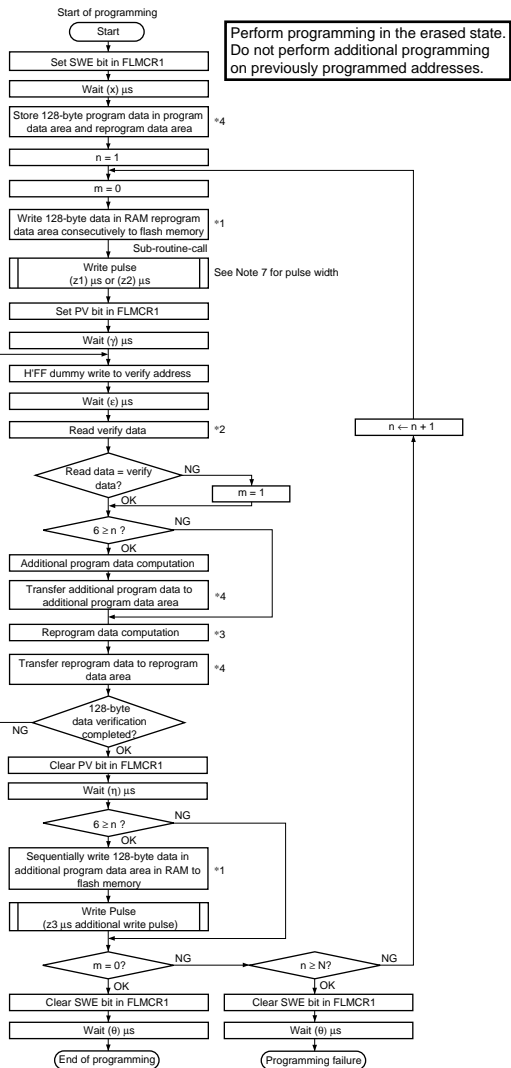 Start of programming
Start
Perform programming in the erased state.
Do not perform additional programming
on previously programmed addresses.
Set SWE bit in FLMCR1
Wait (x) μs
Store 128-byte program data in program
data area and reprogram data area
*4
n = 1
m = 0
Write 128-byte data in RAM reprogram
data area consecutively to flash memory
*1
Sub-routine-call
Write pulse
(z1) μs or (z2) μs
See Note 7 for pulse width
Set PV bit in FLMCR1
Wait (γ) μs
H'FF dummy write to verify address
Wait (ε) μs
Read verify data
*2
n ← n + 1
Read data = verify
data?
NG
m = 1
OK
6 ≥ n ?
NG
OK
Additional program data computation
Transfer additional program data to
additional program data area
*4
Reprogram data computation
*3
Transfer reprogram data to reprogram
data area
*4
128-byte
data verification
completed?
NG
OK
Clear PV bit in FLMCR1
Wait (η) μs
6 ≥ n ?
NG
OK
Sequentially write 128-byte data in
additional program data area in RAM to
flash memory
*1
Write Pulse
(z3 μs additional write pulse)
m = 0?
NG
n ≥ N?
NG
OK
OK
Clear SWE bit in FLMCR1
Clear SWE bit in FLMCR1
Wait (θ) μs
Wait (θ) μs
End of programming
Programming failure